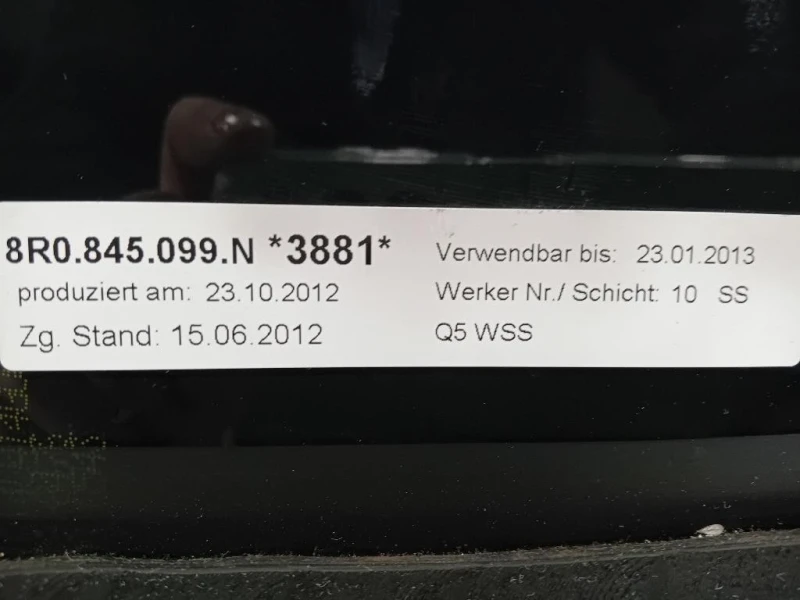 8R0.845.099.N *3881*
produziert am: 23.10.2012
Zg. Stand: 15.06.2012
Verwendbar bis: 23.01.2013
Werker Nr./ Schicht: 10 SS
Q5 WSS